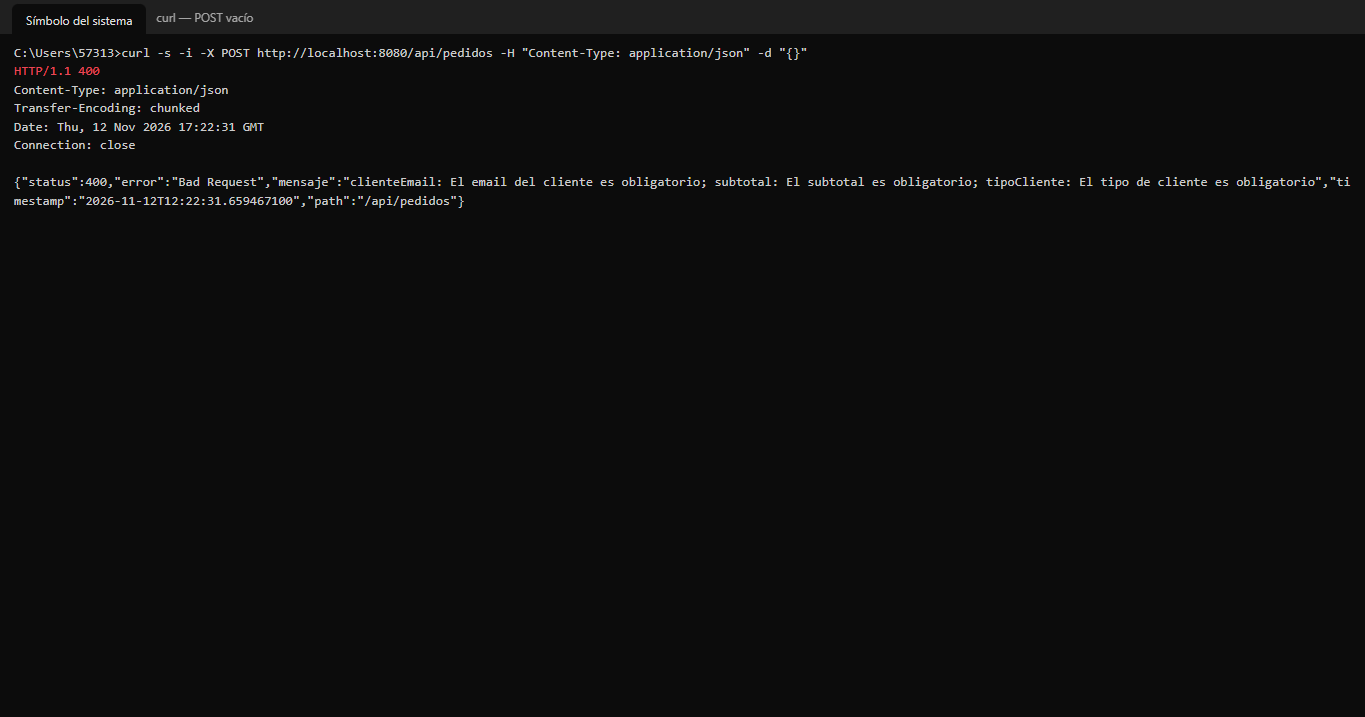 Símbolo del sistema
curl — POST vacío
C:\Users\57313>curl -s -i -X POST http://localhost:8080/api/pedidos -H "Content-Type: application/json" -d "{}"
HTTP/1.1 400
Content-Type: application/json
Transfer-Encoding: chunked
Date: Thu, 12 Nov 2026 17:22:31 GMT
Connection: close
{"status":400,"error":"Bad Request","mensaje":"clienteEmail: El email del cliente es obligatorio; subtotal: El subtotal es obligatorio; tipoCliente: El tipo de cliente es obligatorio","ti
mestamp":"2026-11-12T12:22:31.659467100","path":"/api/pedidos"}